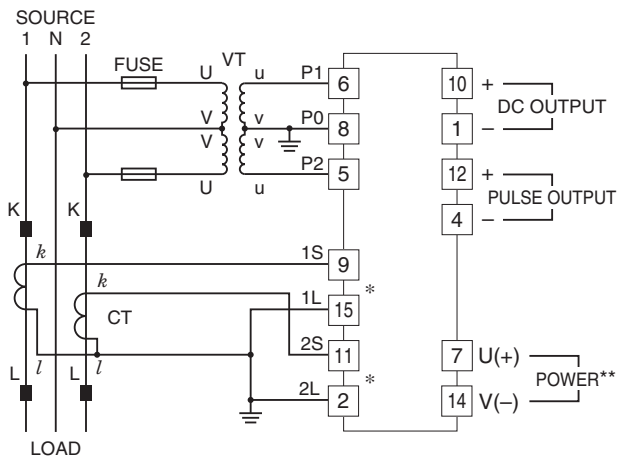 SOURCE
1 N 2
FUSE
VT
U u P1 6
10 +
DC OUTPUT
1 −
V v P0 8
V v
U u P2 5
12 +
PULSE OUTPUT
4 −
K K
k 1S 9
k 1L 15 *
CT
2S 11
l l
L L
2L 2 *
7 U(+)
POWER**
14 V(−)
LOAD